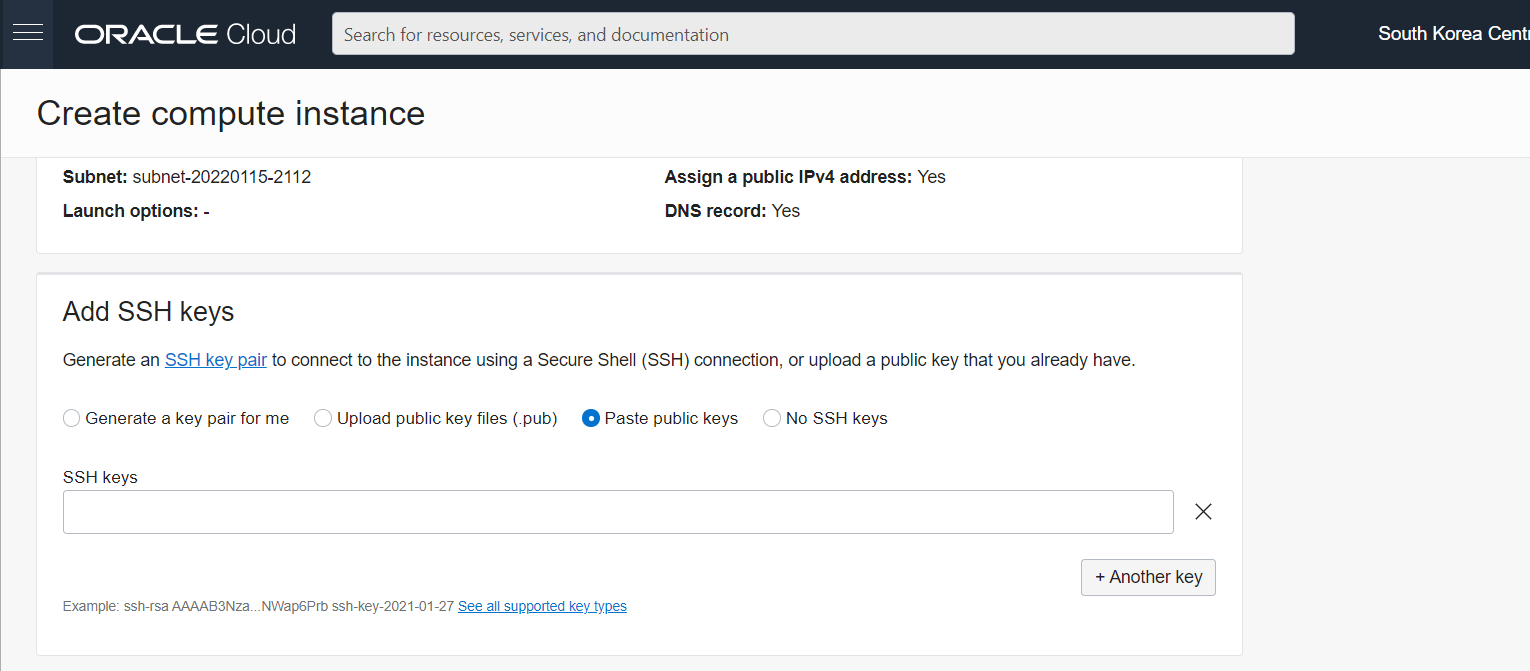 ORACLE Cloud
Search for resources, services, and documentation
South Korea Cent
Create compute instance
Subnet: subnet-20220115-2112
Assign a public IPv4 address: Yes
Launch options: -
DNS record: Yes
Add SSH keys
Generate an SSH key pair to connect to the instance using a Secure Shell (SSH) connection, or upload a public key that you already have.
Generate a key pair for me
Upload public key files (.pub)
Paste public keys
No SSH keys
SSH keys
+ Another key
Example: ssh-rsa AAAAB3Nza...NWap6Prb ssh-key-2021-01-27 See all supported key types